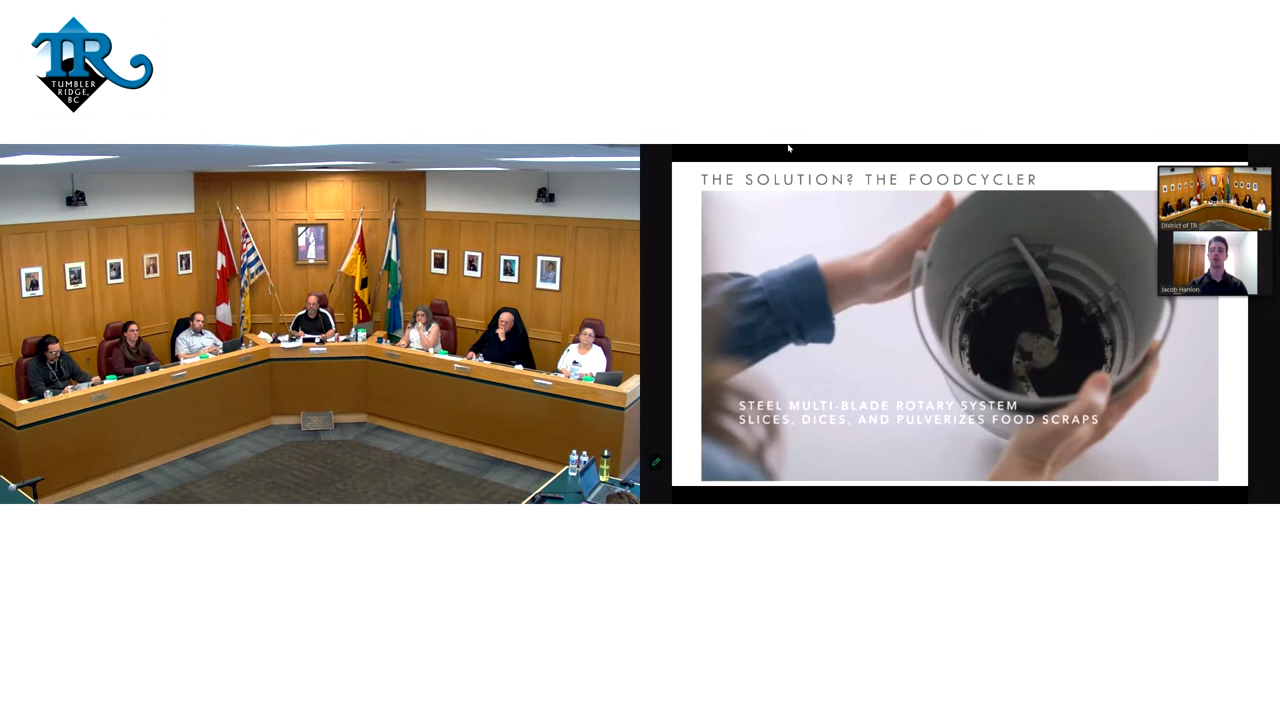 TR
TUMBLER
RIDGE,
BC
THE SOLUTION? THE FOODCYCLER
District of TR
Jacob Hanlon
STEEL MULTI-BLADE ROTARY SYSTEM
SLICES, DICES, AND PULVERIZES FOOD SCRAPS